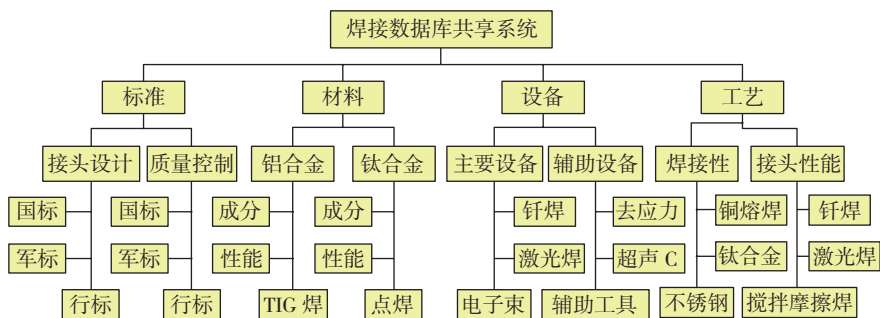 焊接数据库共享系统
标准
材料
设备
工艺
接头设计
质量控制
铝合金
钛合金
主要设备
辅助设备
焊接性
接头性能
国标
国标
成分
成分
钎焊
去应力
铜熔焊
钎焊
军标
军标
性能
性能
激光焊
超声 C
钛合金
激光焊
行标
行标
TIG 焊
点焊
电子束
辅助工具
不锈钢
搅拌摩擦焊